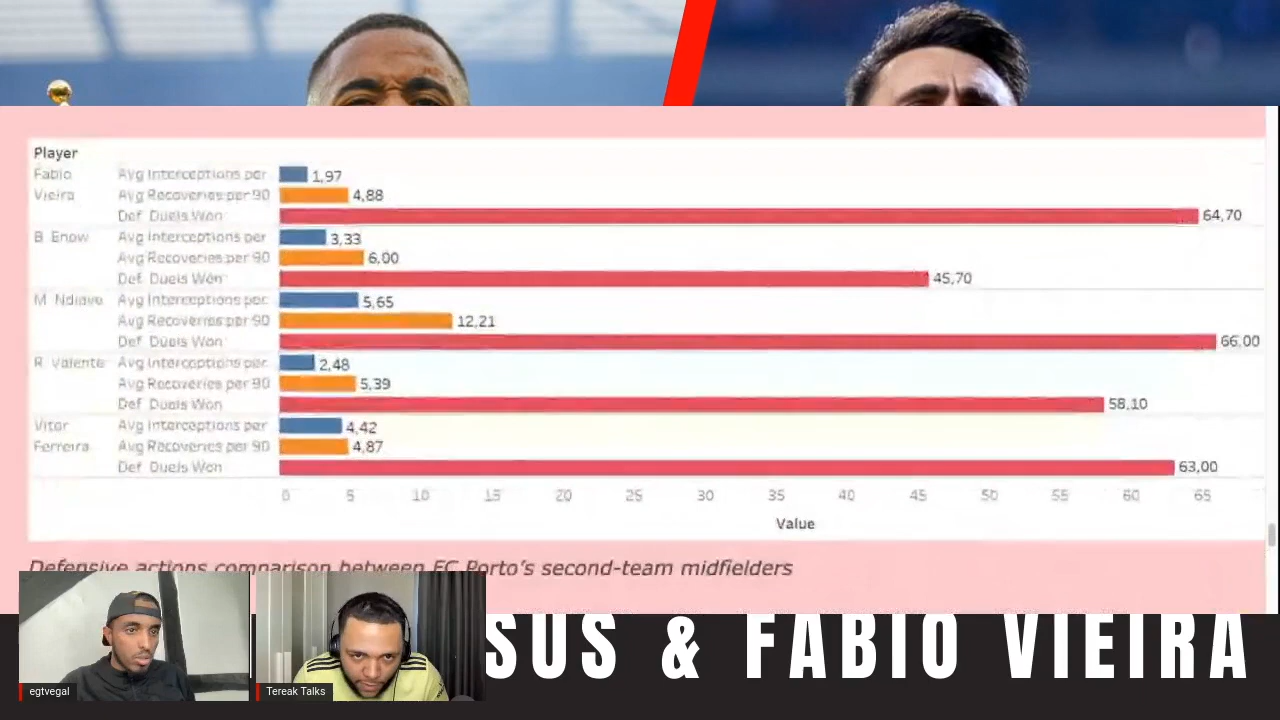 Player
Fabio Avg Interceptions per 1,97
Vieira Avg Recoveries per 90 4,88
Def Duels Won 64,70
B Enow Avg Interceptions per 3,33
Avg Recoveries per 90 6,00
Def Duels Won 45,70
M Ndiaye Avg Interceptions per 5,65
Avg Recoveries per 90 12,21
Def Duels Won 66,00
R Valente Avg Interceptions per 2,48
Avg Recoveries per 90 5,39
Def Duels Won 58,10
Vitor Avg Interceptions per 4,42
Ferreira Avg Recoveries per 90 4,87
Def Duels Won 63,00
0 5 10 15 20 25 30 35 40 45 50 55 60 65
Value
Defensive actions comparison between FC Porto's second-team midfielders
SUS & FABIO VIEIRA
egtvegal
Tereak Talks